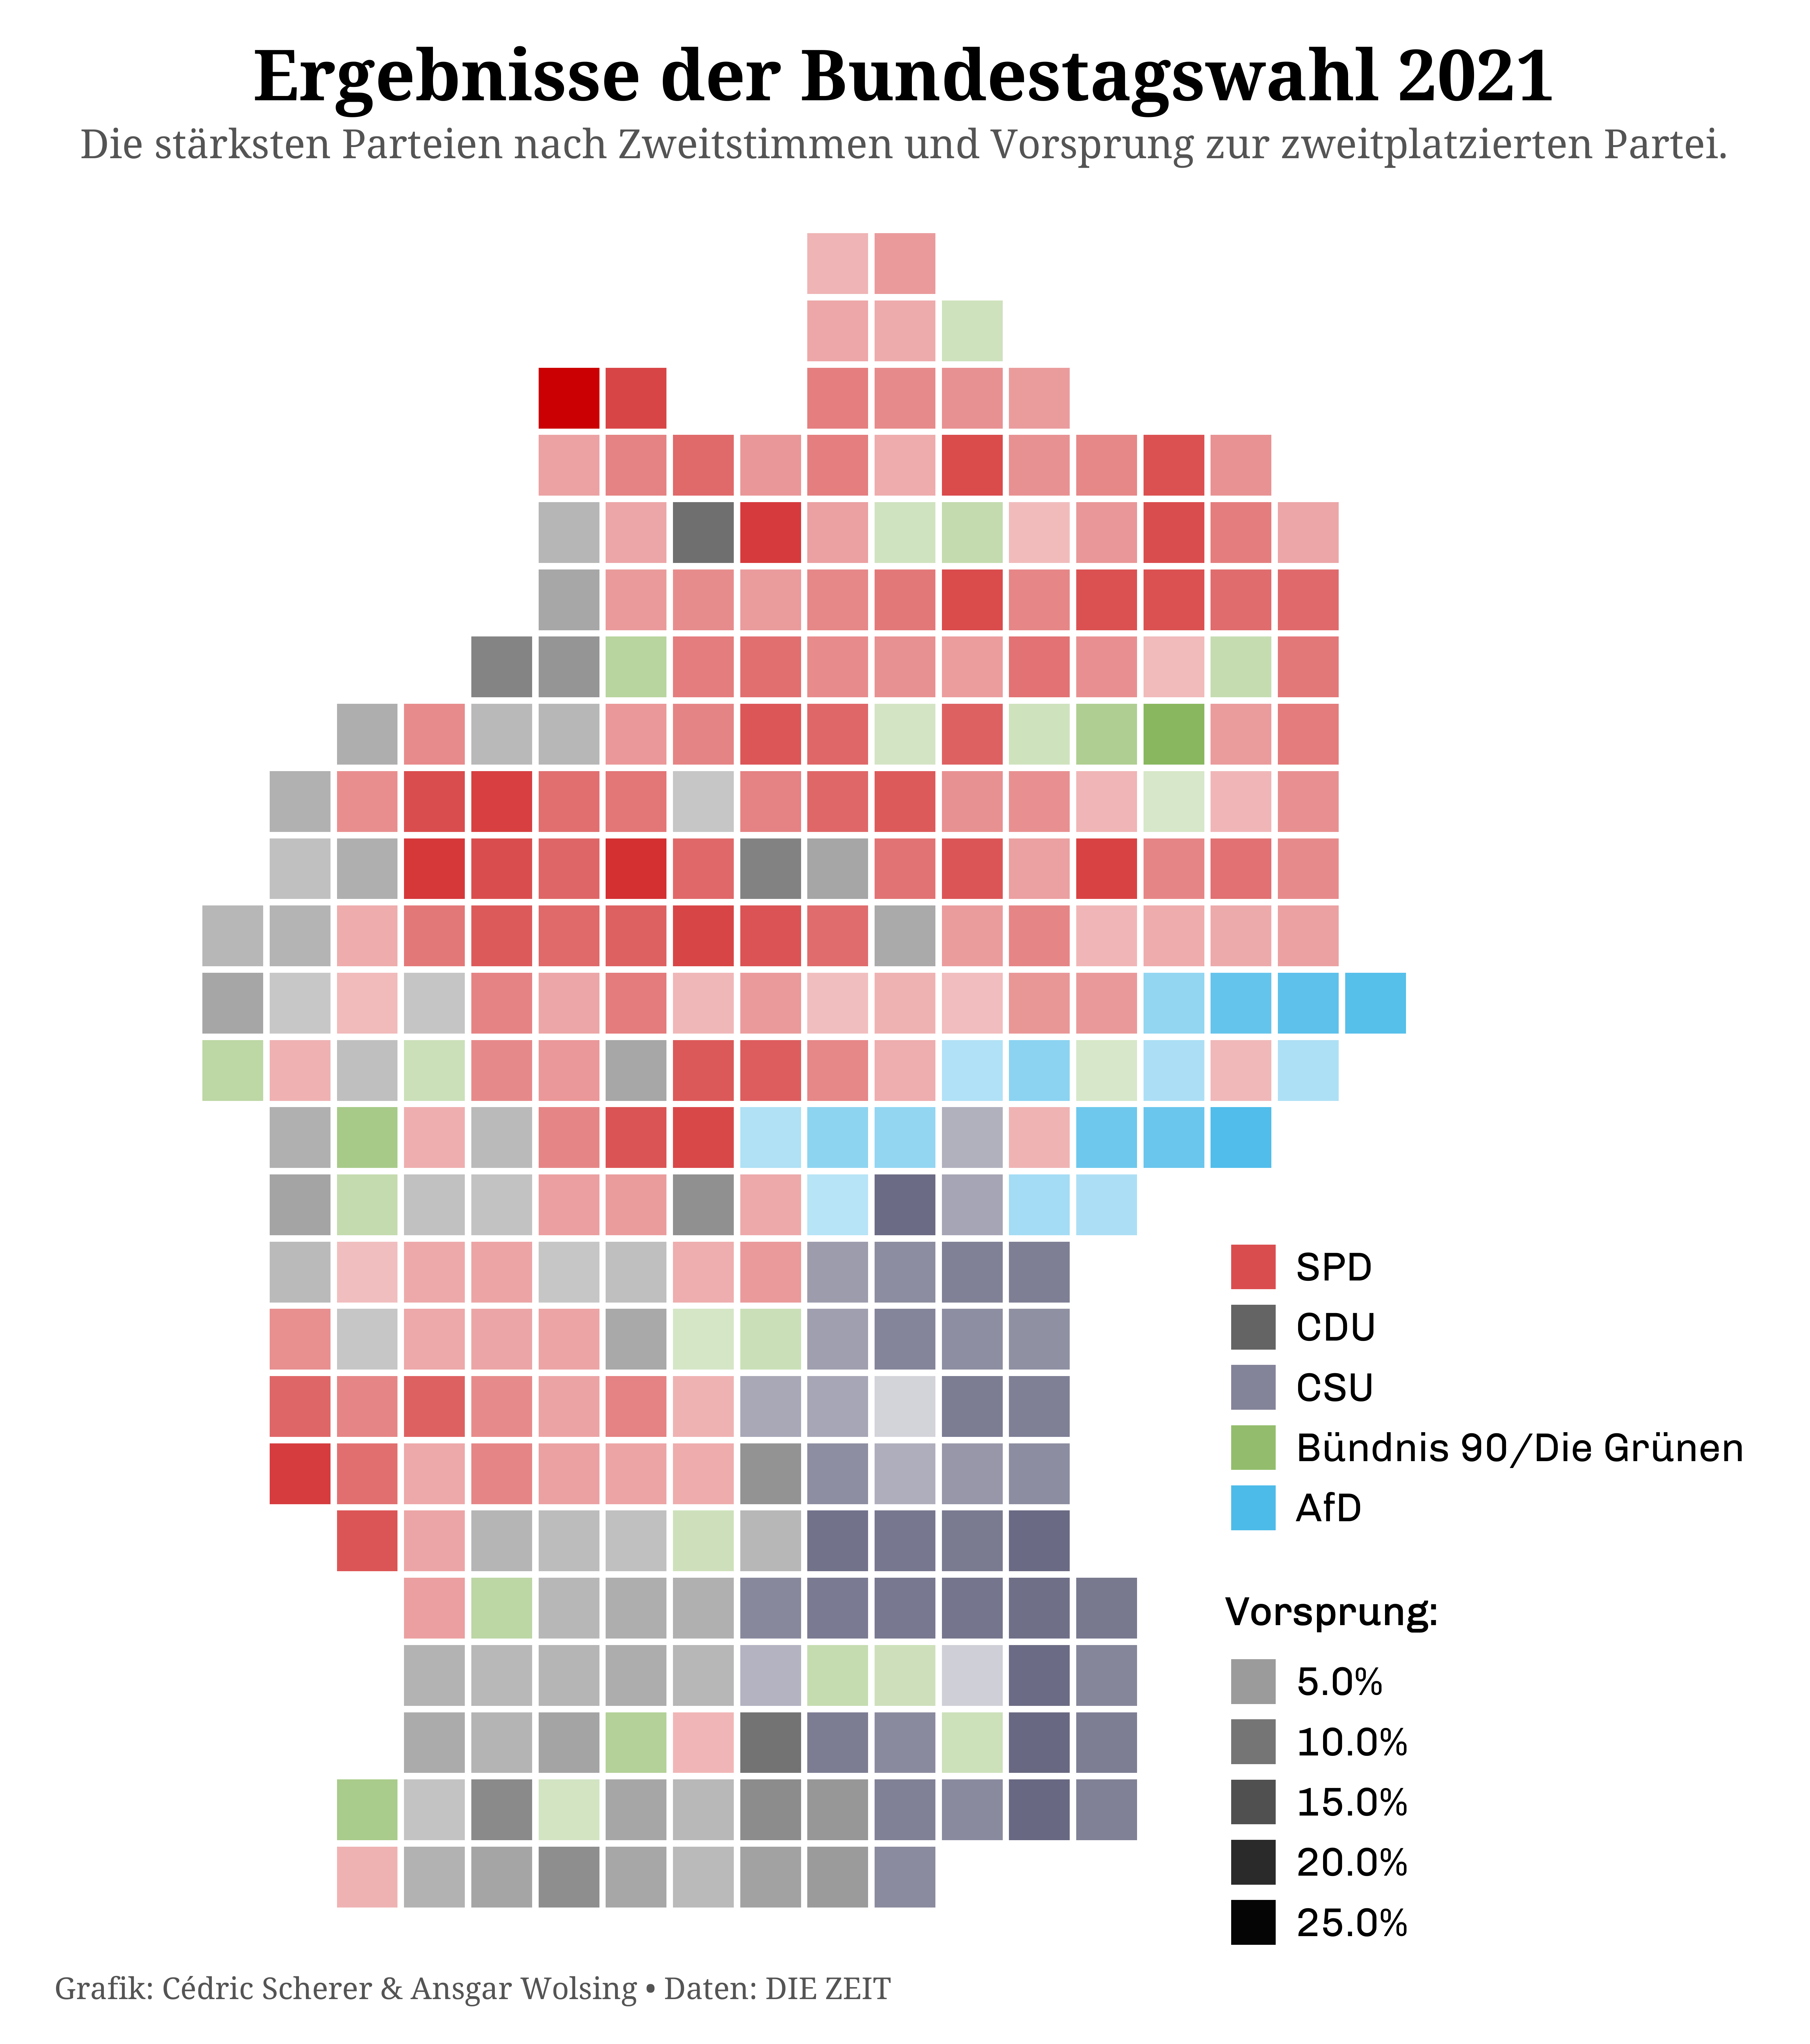 Ergebnisse der Bundestagswahl 2021
Die stärksten Parteien nach Zweitstimmen und Vorsprung zur zweitplatzierten Partei.
SPD
CDU
CSU
Bündnis 90/Die Grünen
AfD
Vorsprung:
5.0%
10.0%
15.0%
20.0%
25.0%
Grafik: Cédric Scherer & Ansgar Wolsing • Daten: DIE ZEIT